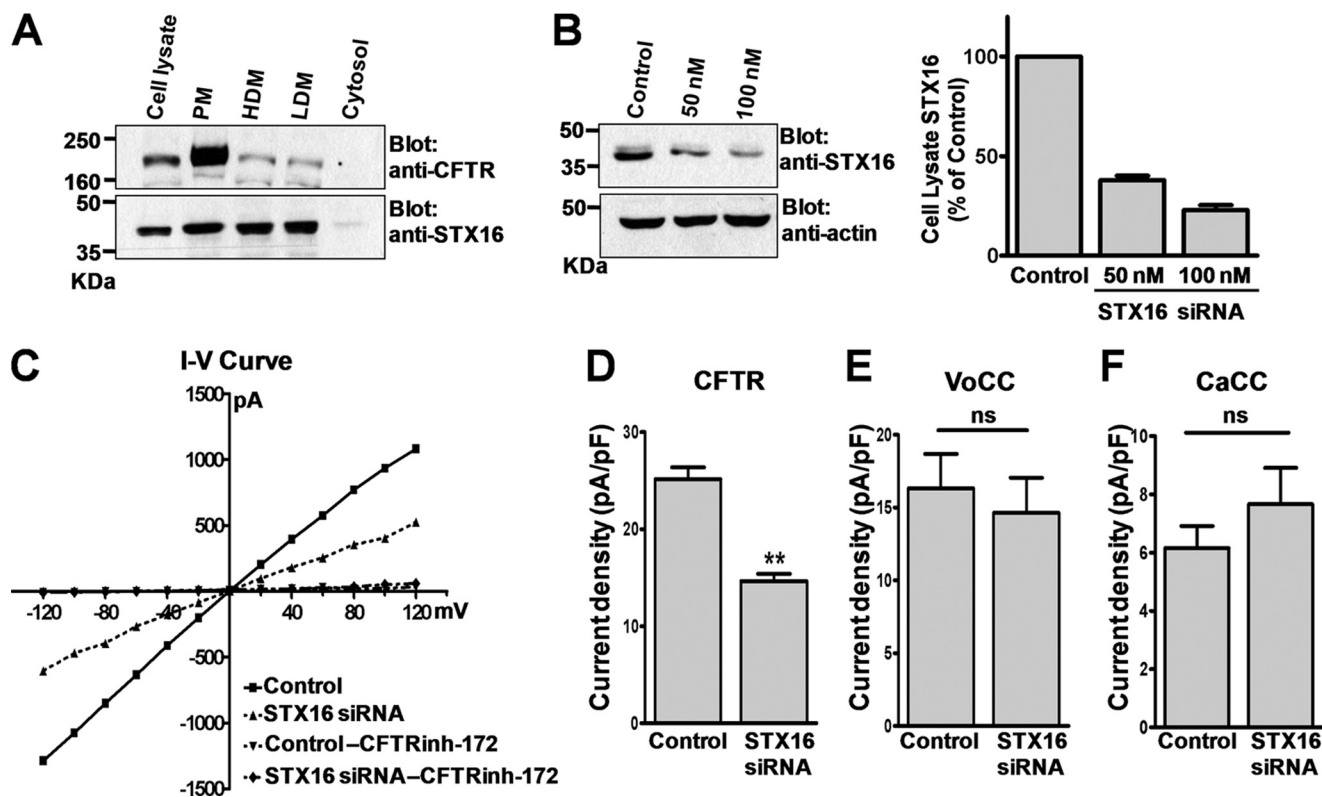 A
Cell lysate
PM
HDM
LDM
Cytosol
250
160
Blot:
anti-CFTR
50
35
Blot:
anti-STX16
KDa
B
Control
50 nM
100 nM
50
35
Blot:
anti-STX16
50
Blot:
anti-actin
KDa
Cell Lysate STX16
(% of Control)
100
50
0
Control
50 nM
100 nM
STX16 siRNA
C
I-V Curve
pA
1500
1000
500
-500
-1000
-1500
-120
-80
-40
40
80
120
mV
Control
STX16 siRNA
Control–CFTRinh-172
STX16 siRNA–CFTRinh-172
D
CFTR
Current density (pA/pF)
30
20
10
0
**
Control
STX16
siRNA
E
VoCC
ns
Current density (pA/pF)
20
15
10
5
0
Control
STX16
siRNA
F
CaCC
ns
Current density (pA/pF)
10
8
6
4
2
0
Control
STX16
siRNA